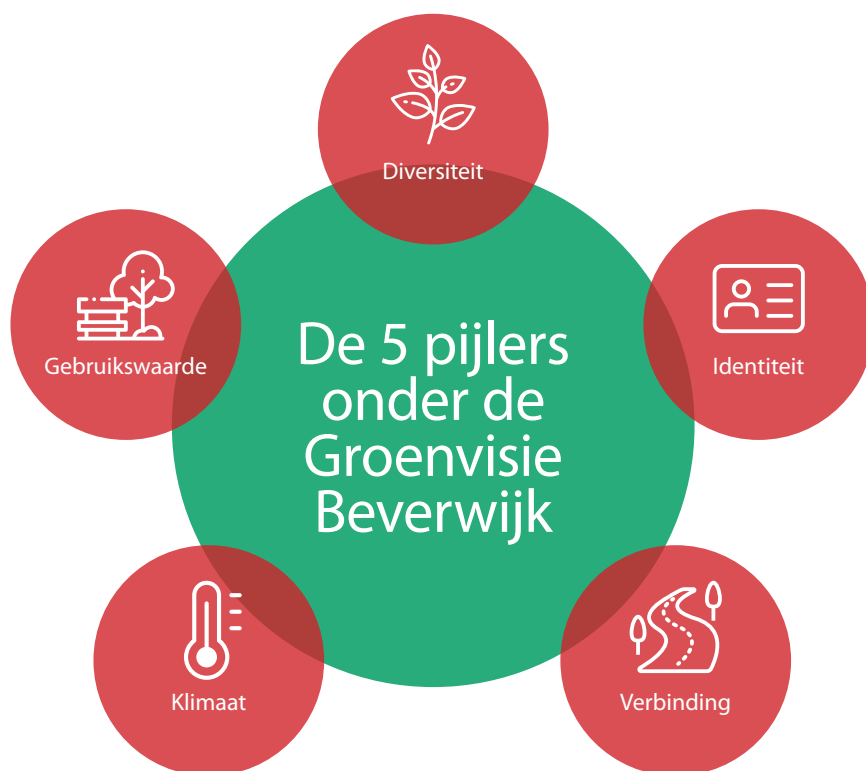 Diversiteit
Gebruikswaarde
Identiteit
De 5 pijlers
onder de
Groenvisie
Beverwijk
Klimaat
Verbinding